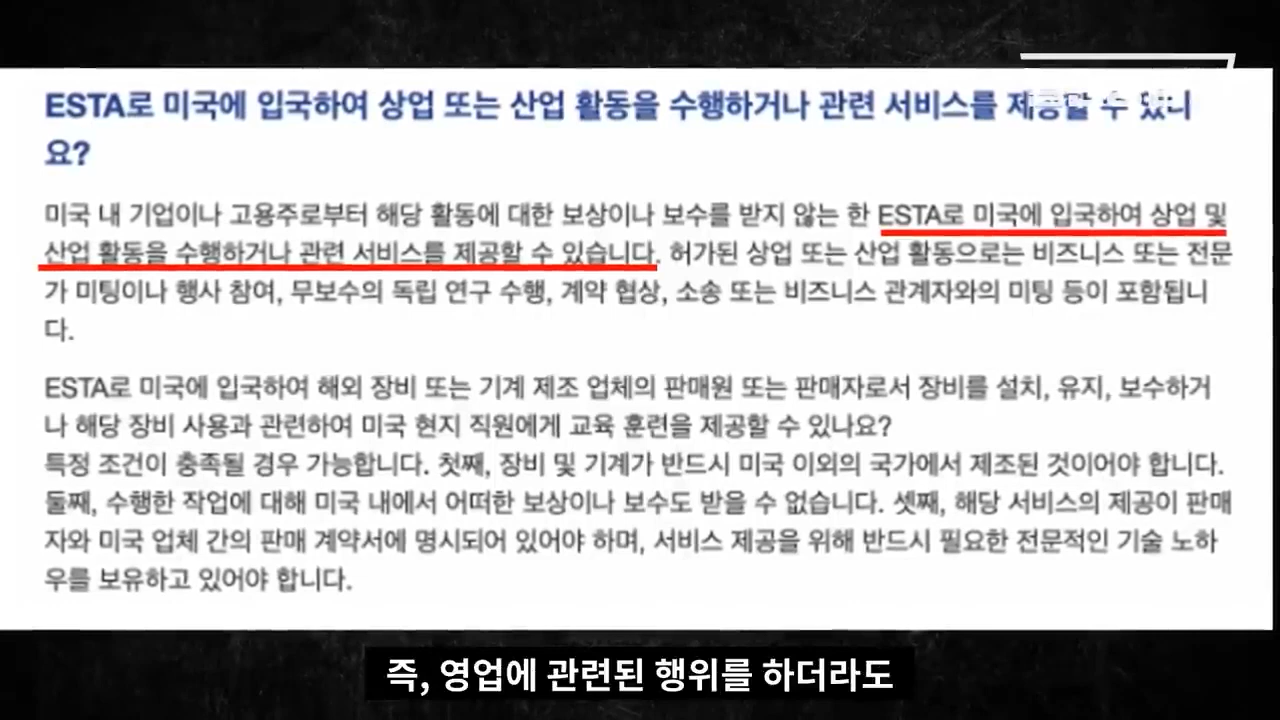 ESTA로 미국에 입국하여 상업 또는 산업 활동을 수행하거나 관련 서비스를 제공할 수 있나
요?
미국 내 기업이나 고용주로부터 해당 활동에 대한 보상이나 보수를 받지 않는 한 ESTA로 미국에 입국하여 상업 및
산업 활동을 수행하거나 관련 서비스를 제공할 수 있습니다. 허가된 상업 또는 산업 활동으로는 비즈니스 또는 전문
가 미팅이나 행사 참여, 무보수의 독립 연구 수행, 계약 협상, 소송 또는 비즈니스 관계자와의 미팅 등이 포함됩니
다.
ESTA로 미국에 입국하여 해외 장비 또는 기계 제조 업체의 판매원 또는 판매자로서 장비를 설치, 유지, 보수하거
나 해당 장비 사용과 관련하여 미국 현지 직원에게 교육 훈련을 제공할 수 있나요?
특정 조건이 충족될 경우 가능합니다. 첫째, 장비 및 기계가 반드시 미국 이외의 국가에서 제조된 것이어야 합니다.
둘째, 수행한 작업에 대해 미국 내에서 어떠한 보상이나 보수도 받을 수 없습니다. 셋째, 해당 서비스의 제공이 판매
자와 미국 업체 간의 판매 계약서에 명시되어 있어야 하며, 서비스 제공을 위해 반드시 필요한 전문적인 기술 노하
우를 보유하고 있어야 합니다.
즉, 영업에 관련된 행위를 하더라도